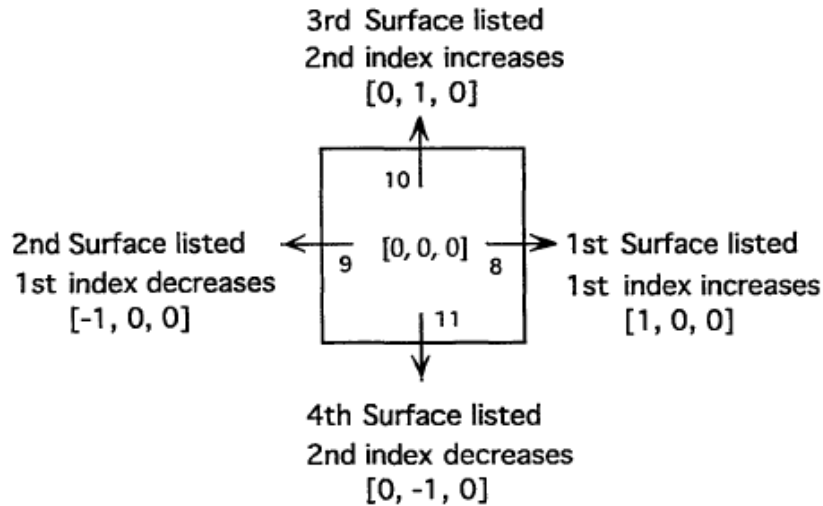 3rd Surface listed
2nd index increases
[0, 1, 0]
10
2nd Surface listed
1st index decreases
[-1, 0, 0]
9
[0, 0, 0]
8
1st Surface listed
1st index increases
[1, 0, 0]
11
4th Surface listed
2nd index decreases
[0, -1, 0]